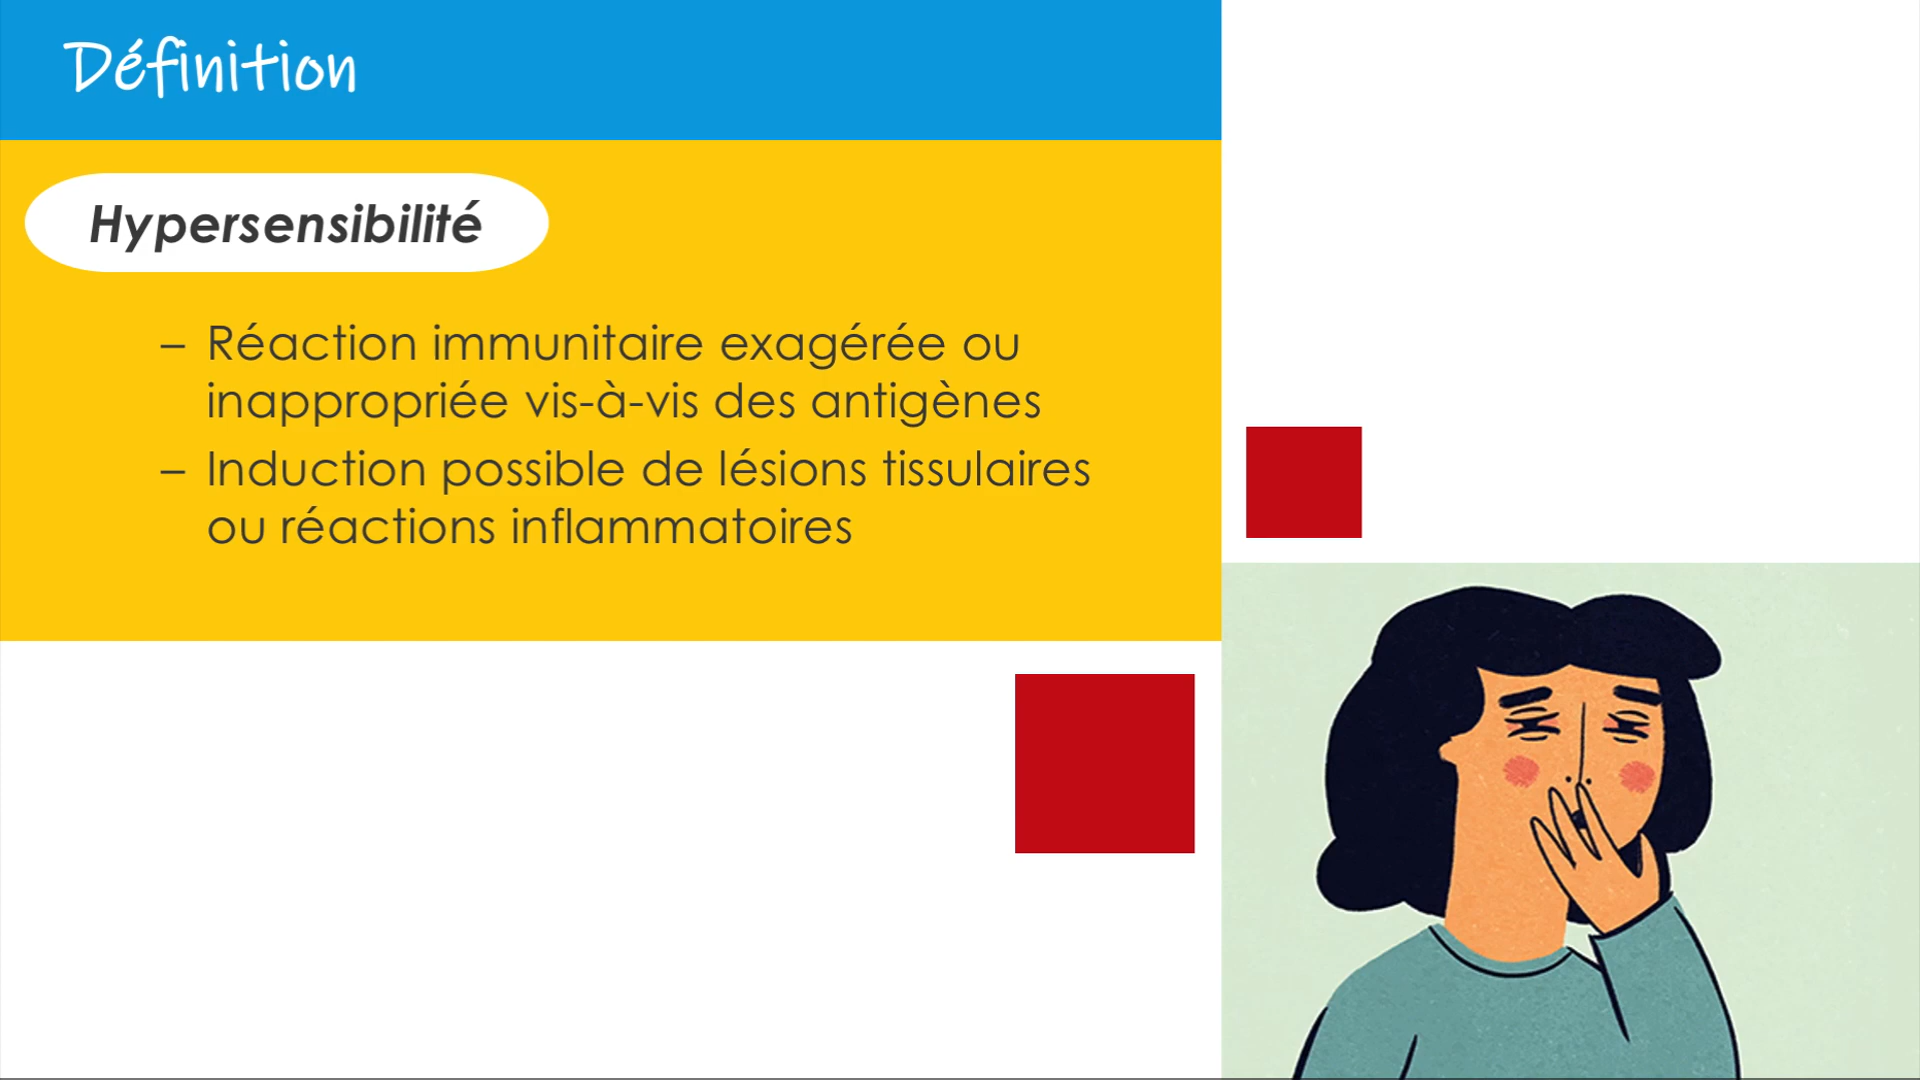 Définition
Hypersensibilité
– Réaction immunitaire exagérée ou
inappropriée vis-à-vis des antigènes
– Induction possible de lésions tissulaires
ou réactions inflammatoires